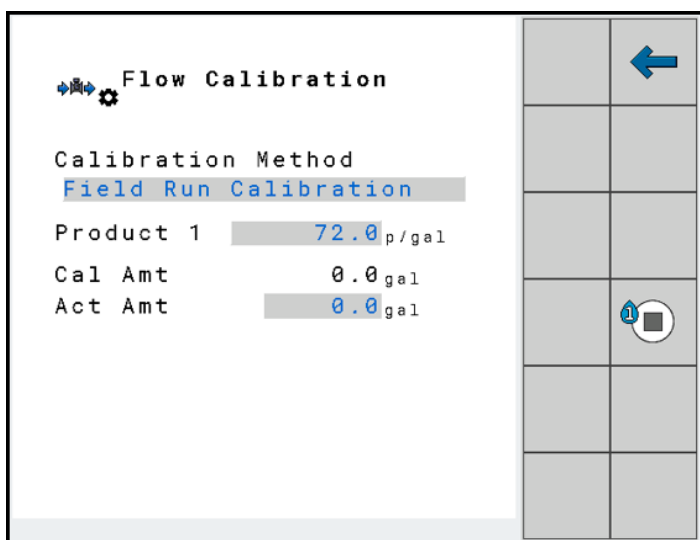 Flow Calibration
Calibration Method
Field Run Calibration
Product 1 72.0 p/gal
Cal Amt 0.0 gal
Act Amt 0.0 gal
1